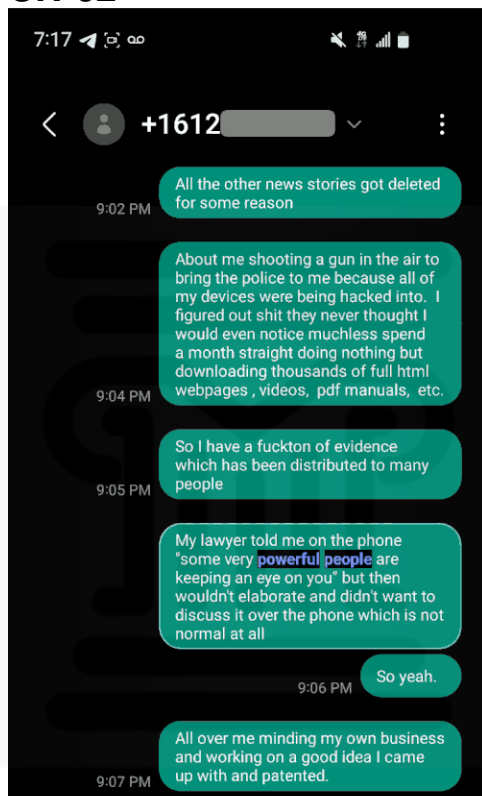 7:17
+1612
All the other news stories got deleted
for some reason
9:02 PM
About me shooting a gun in the air to
bring the police to me because all of
my devices were being hacked into.  I
figured out shit they never thought I
would even notice muchless spend
a month straight doing nothing but
downloading thousands of full html
webpages , videos,  pdf manuals,  etc.
9:04 PM
So I have a fuckton of evidence
which has been distributed to many
people
9:05 PM
My lawyer told me on the phone
"some very powerful people are
keeping an eye on you" but then
wouldn't elaborate and didn't want to
discuss it over the phone which is not
normal at all
So yeah.
9:06 PM
All over me minding my own business
and working on a good idea I came
up with and patented.
9:07 PM